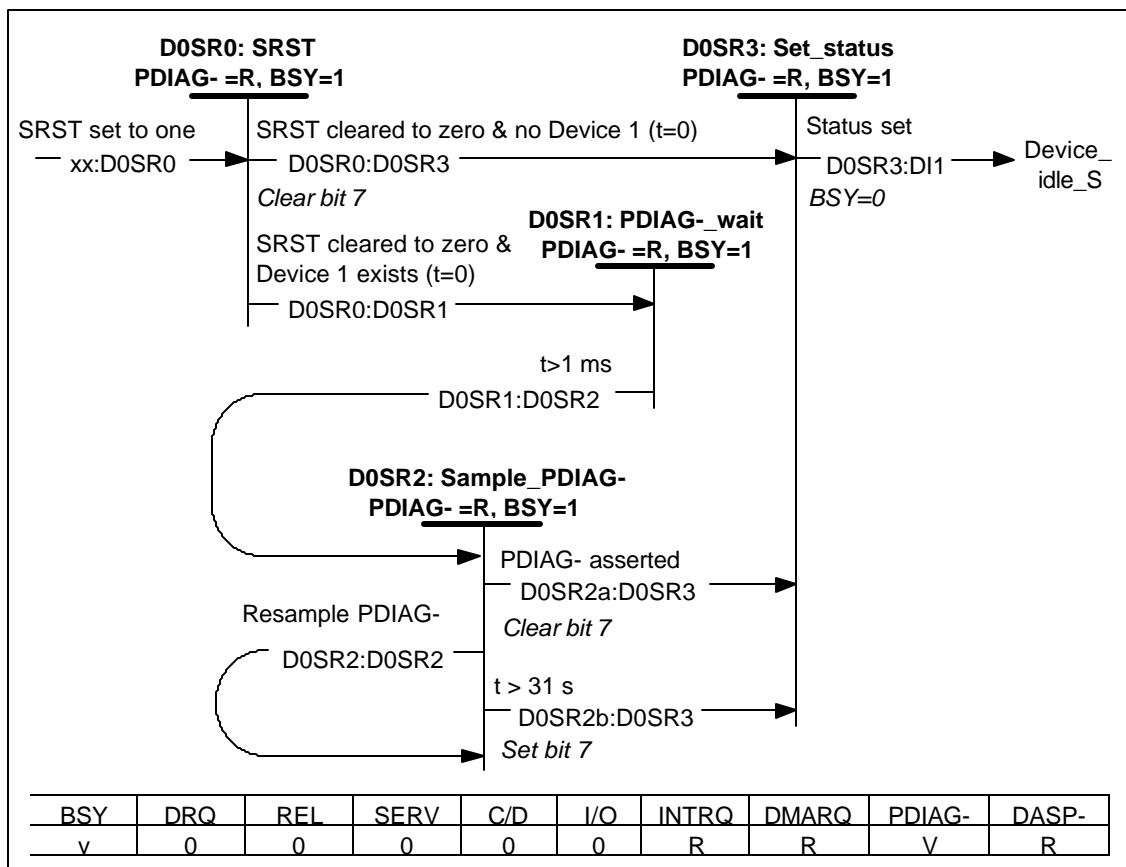 D0SR0: SRST
PDIAG- =R, BSY=1
D0SR3: Set_status
PDIAG- =R, BSY=1
SRST set to one
xx:D0SR0
SRST cleared to zero & no Device 1 (t=0)
D0SR0:D0SR3
Clear bit 7
Status set
D0SR3:DI1
BSY=0
Device_
idle_S
D0SR1: PDIAG-_wait
PDIAG- =R, BSY=1
SRST cleared to zero &
Device 1 exists (t=0)
D0SR0:D0SR1
t>1 ms
D0SR1:D0SR2
D0SR2: Sample_PDIAG-
PDIAG- =R, BSY=1
PDIAG- asserted
D0SR2a:D0SR3
Clear bit 7
Resample PDIAG-
D0SR2:D0SR2
t > 31 s
D0SR2b:D0SR3
Set bit 7
BSY DRQ REL SERV C/D I/O INTRQ DMARQ PDIAG- DASP-
v 0 0 0 0 0 R R V R